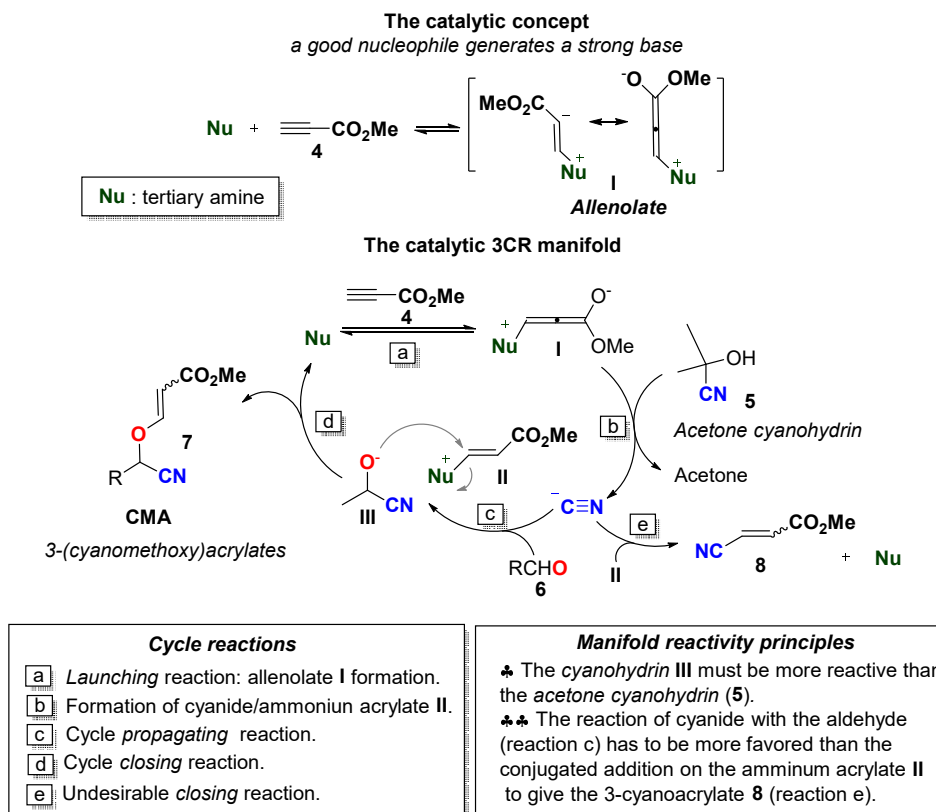 The catalytic concept
a good nucleophile generates a strong base
Nu + CO2Me
4
MeO2C
−
+
Nu
-O OMe
+
Nu
I
Allenolate
Nu : tertiary amine
The catalytic 3CR manifold
CO2Me
4
Nu
a
+
Nu
I
O-
OMe
OH
CN
5
Acetone cyanohydrin
b
Acetone
CO2Me
O
7
R CN
CMA
3-(cyanomethoxy)acrylates
d
O-
CN
III
+
Nu
CO2Me
II
−
C≡N
c
RCHO
6
e
II
NC CO2Me
8
+ Nu
Cycle reactions
a Launching reaction: allenolate I formation.
b Formation of cyanide/ammoniun acrylate II.
c Cycle propagating reaction.
d Cycle closing reaction.
e Undesirable closing reaction.
Manifold reactivity principles
♣ The cyanohydrin III must be more reactive than
the acetone cyanohydrin (5).
♣♣ The reaction of cyanide with the aldehyde
(reaction c) has to be more favored than the
conjugated addition on the amminum acrylate II
to give the 3-cyanoacrylate 8 (reaction e).